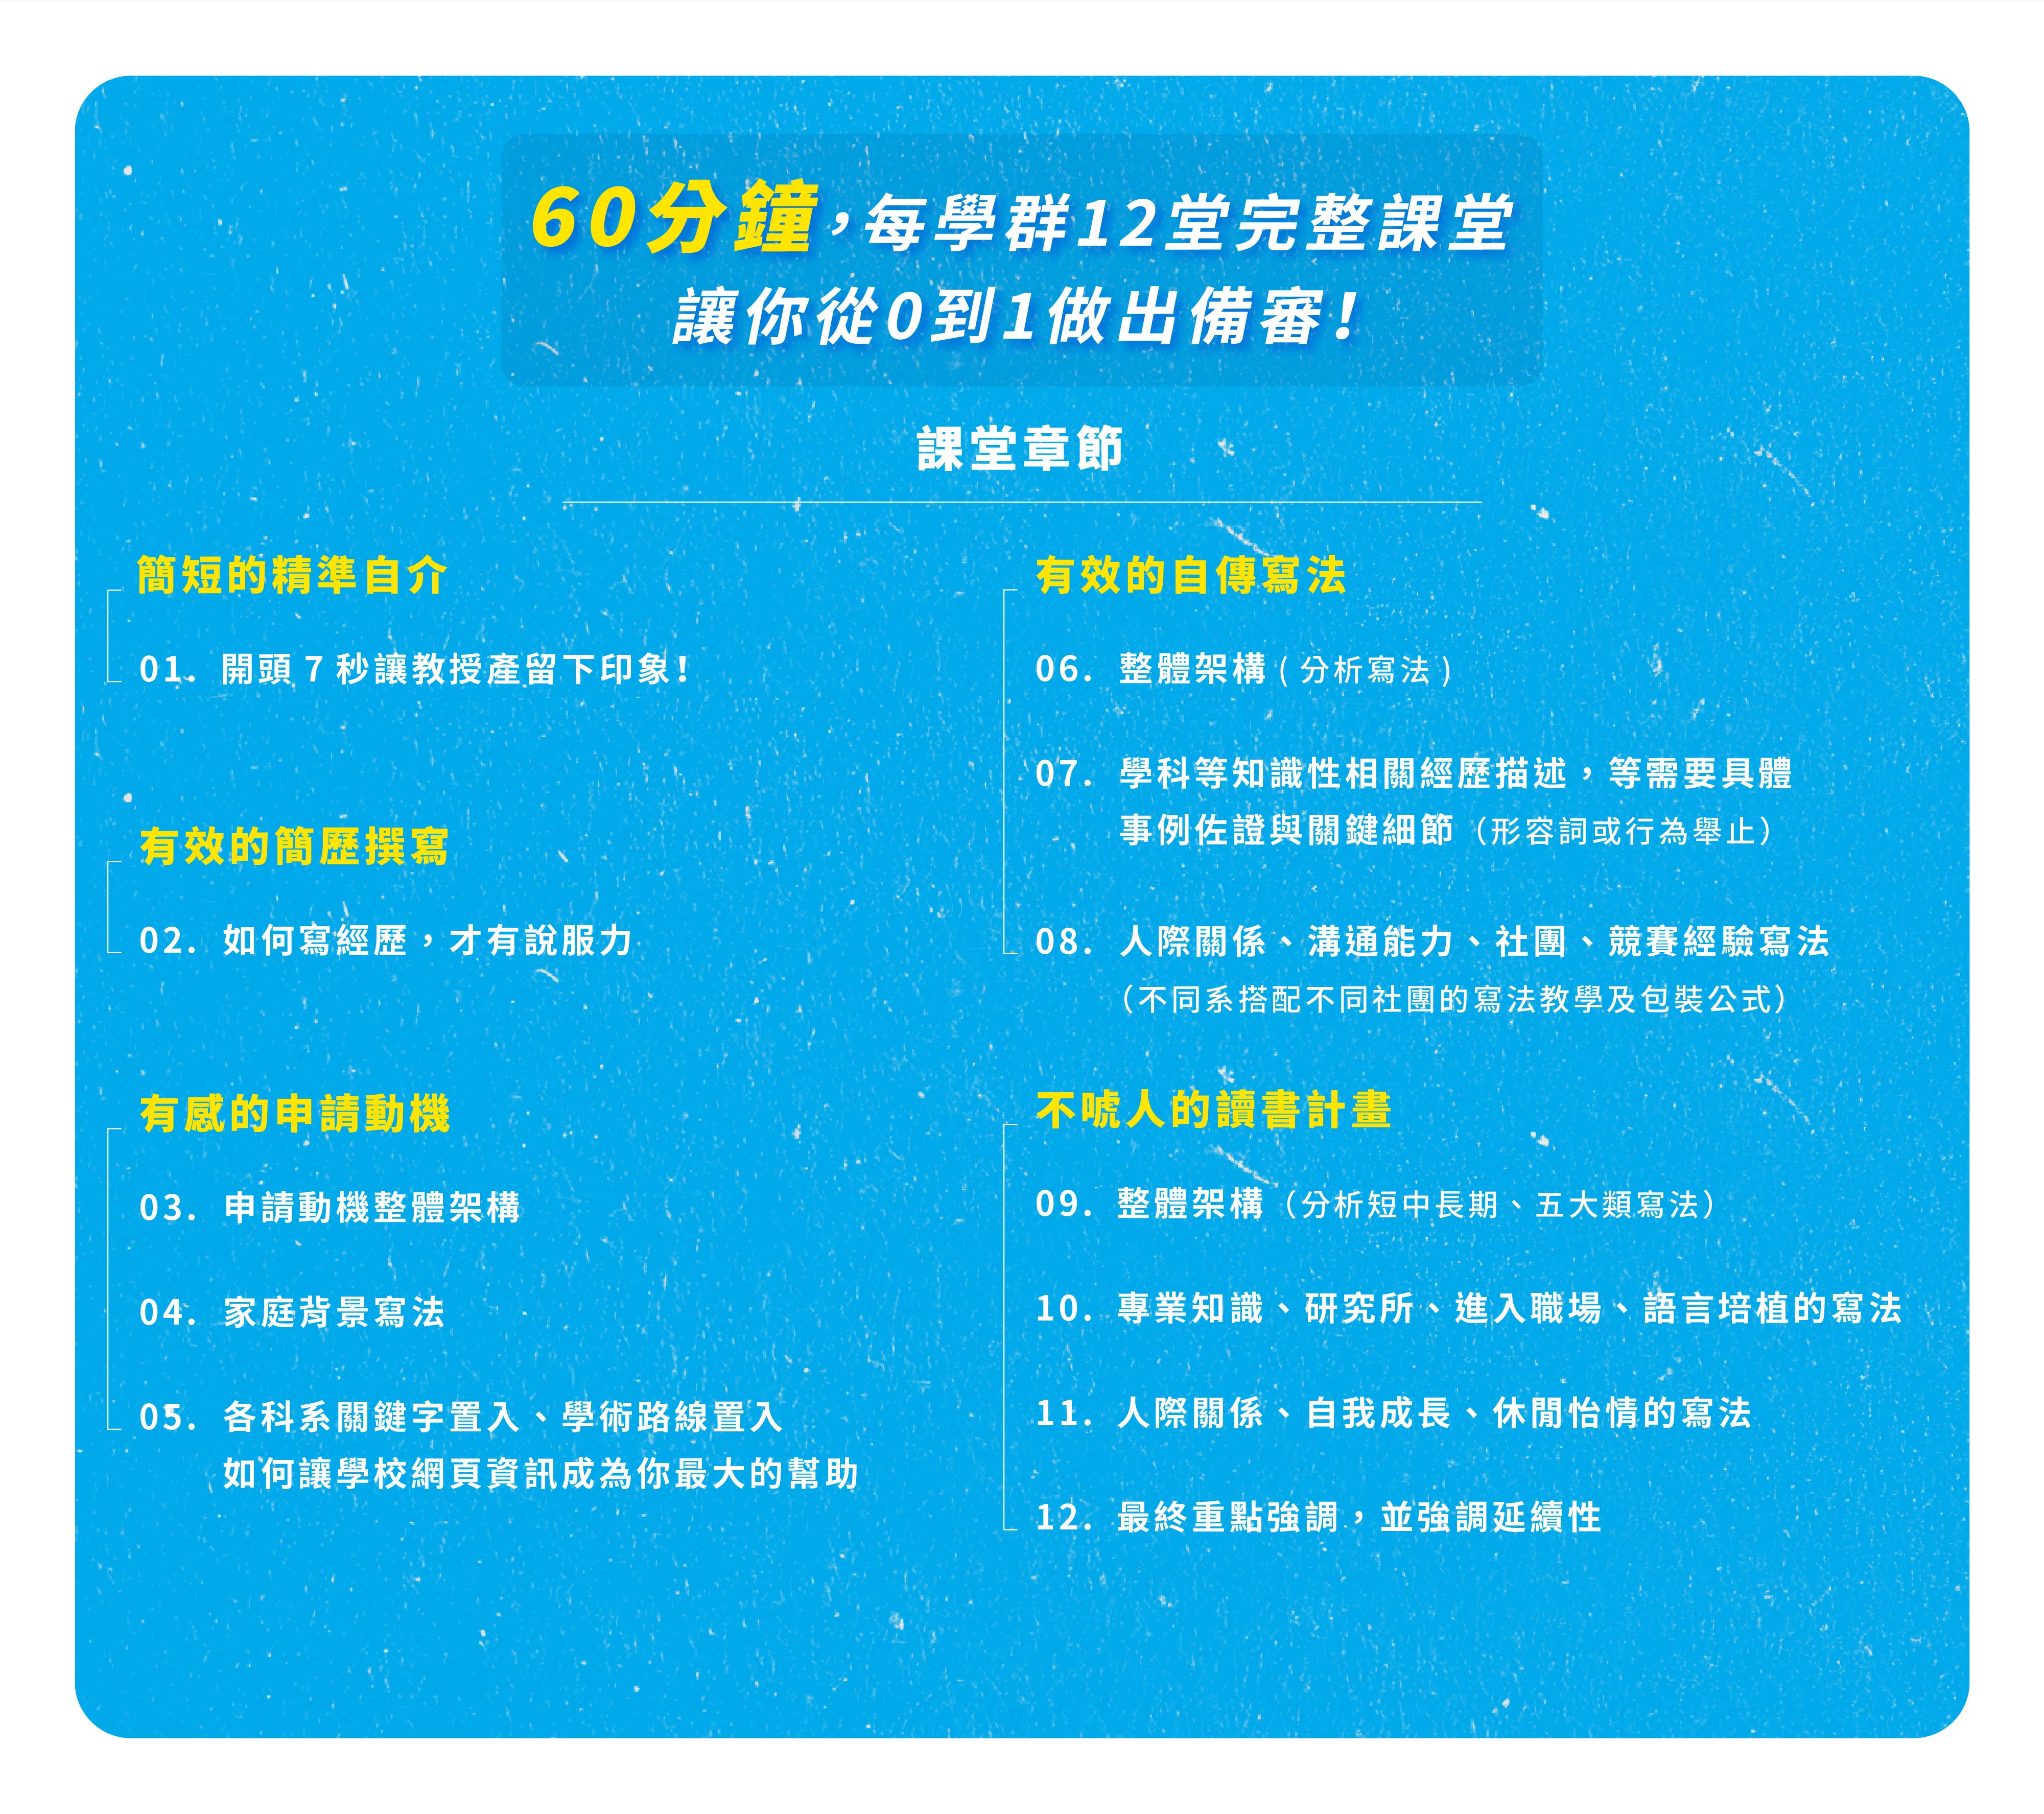 60分鐘，每學群12堂完整課堂
讓你從0到1做出備審！
課堂章節
簡短的精準自介
01. 開頭 7 秒讓教授產留下印象！
有效的簡歷撰寫
02. 如何寫經歷，才有說服力
有感的申請動機
03. 申請動機整體架構
04. 家庭背景寫法
05. 各科系關鍵字置入、學術路線置入
如何讓學校網頁資訊成為你最大的幫助
有效的自傳寫法
06. 整體架構 ( 分析寫法 )
07. 學科等知識性相關經歷描述，等需要具體
事例佐證與關鍵細節（形容詞或行為舉止）
08. 人際關係、溝通能力、社團、競賽經驗寫法
（不同系搭配不同社團的寫法教學及包裝公式）
不唬人的讀書計畫
09. 整體架構（分析短中長期、五大類寫法）
10. 專業知識、研究所、進入職場、語言培植的寫法
11. 人際關係、自我成長、休閒怡情的寫法
12. 最終重點強調，並強調延續性